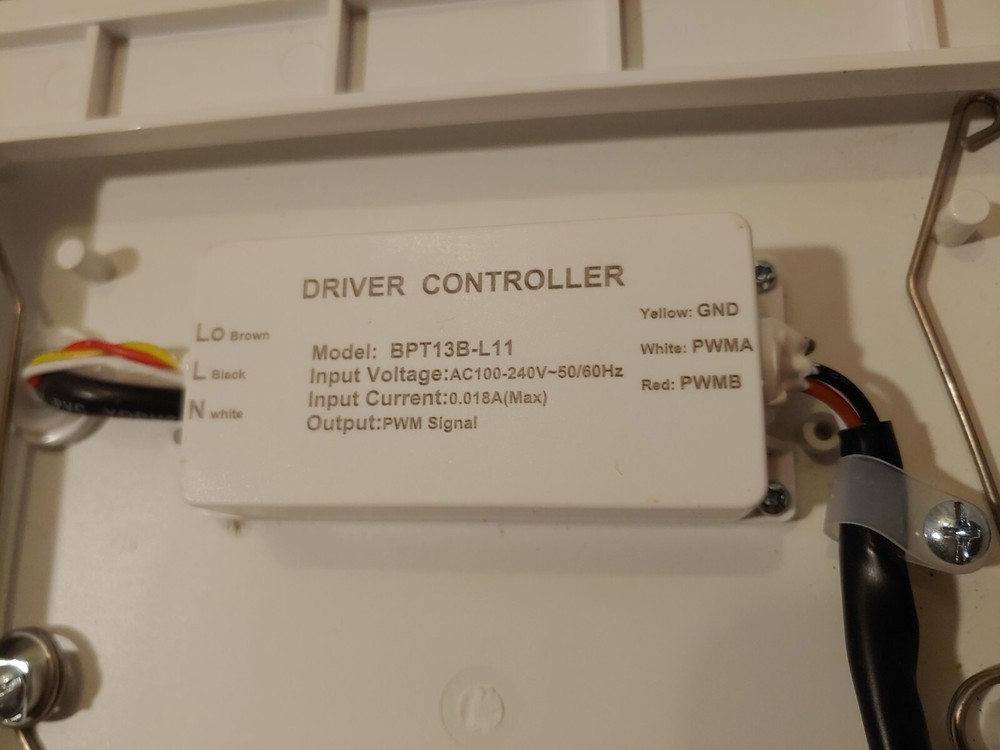 DRIVER CONTROLLER
Lo Brown
L Black
N white
Model: BPT13B-L11
Input Voltage:AC100-240V~50/60Hz
Input Current:0.018A(Max)
Output:PWM Signal
Yellow: GND
White: PWMA
Red: PWMB